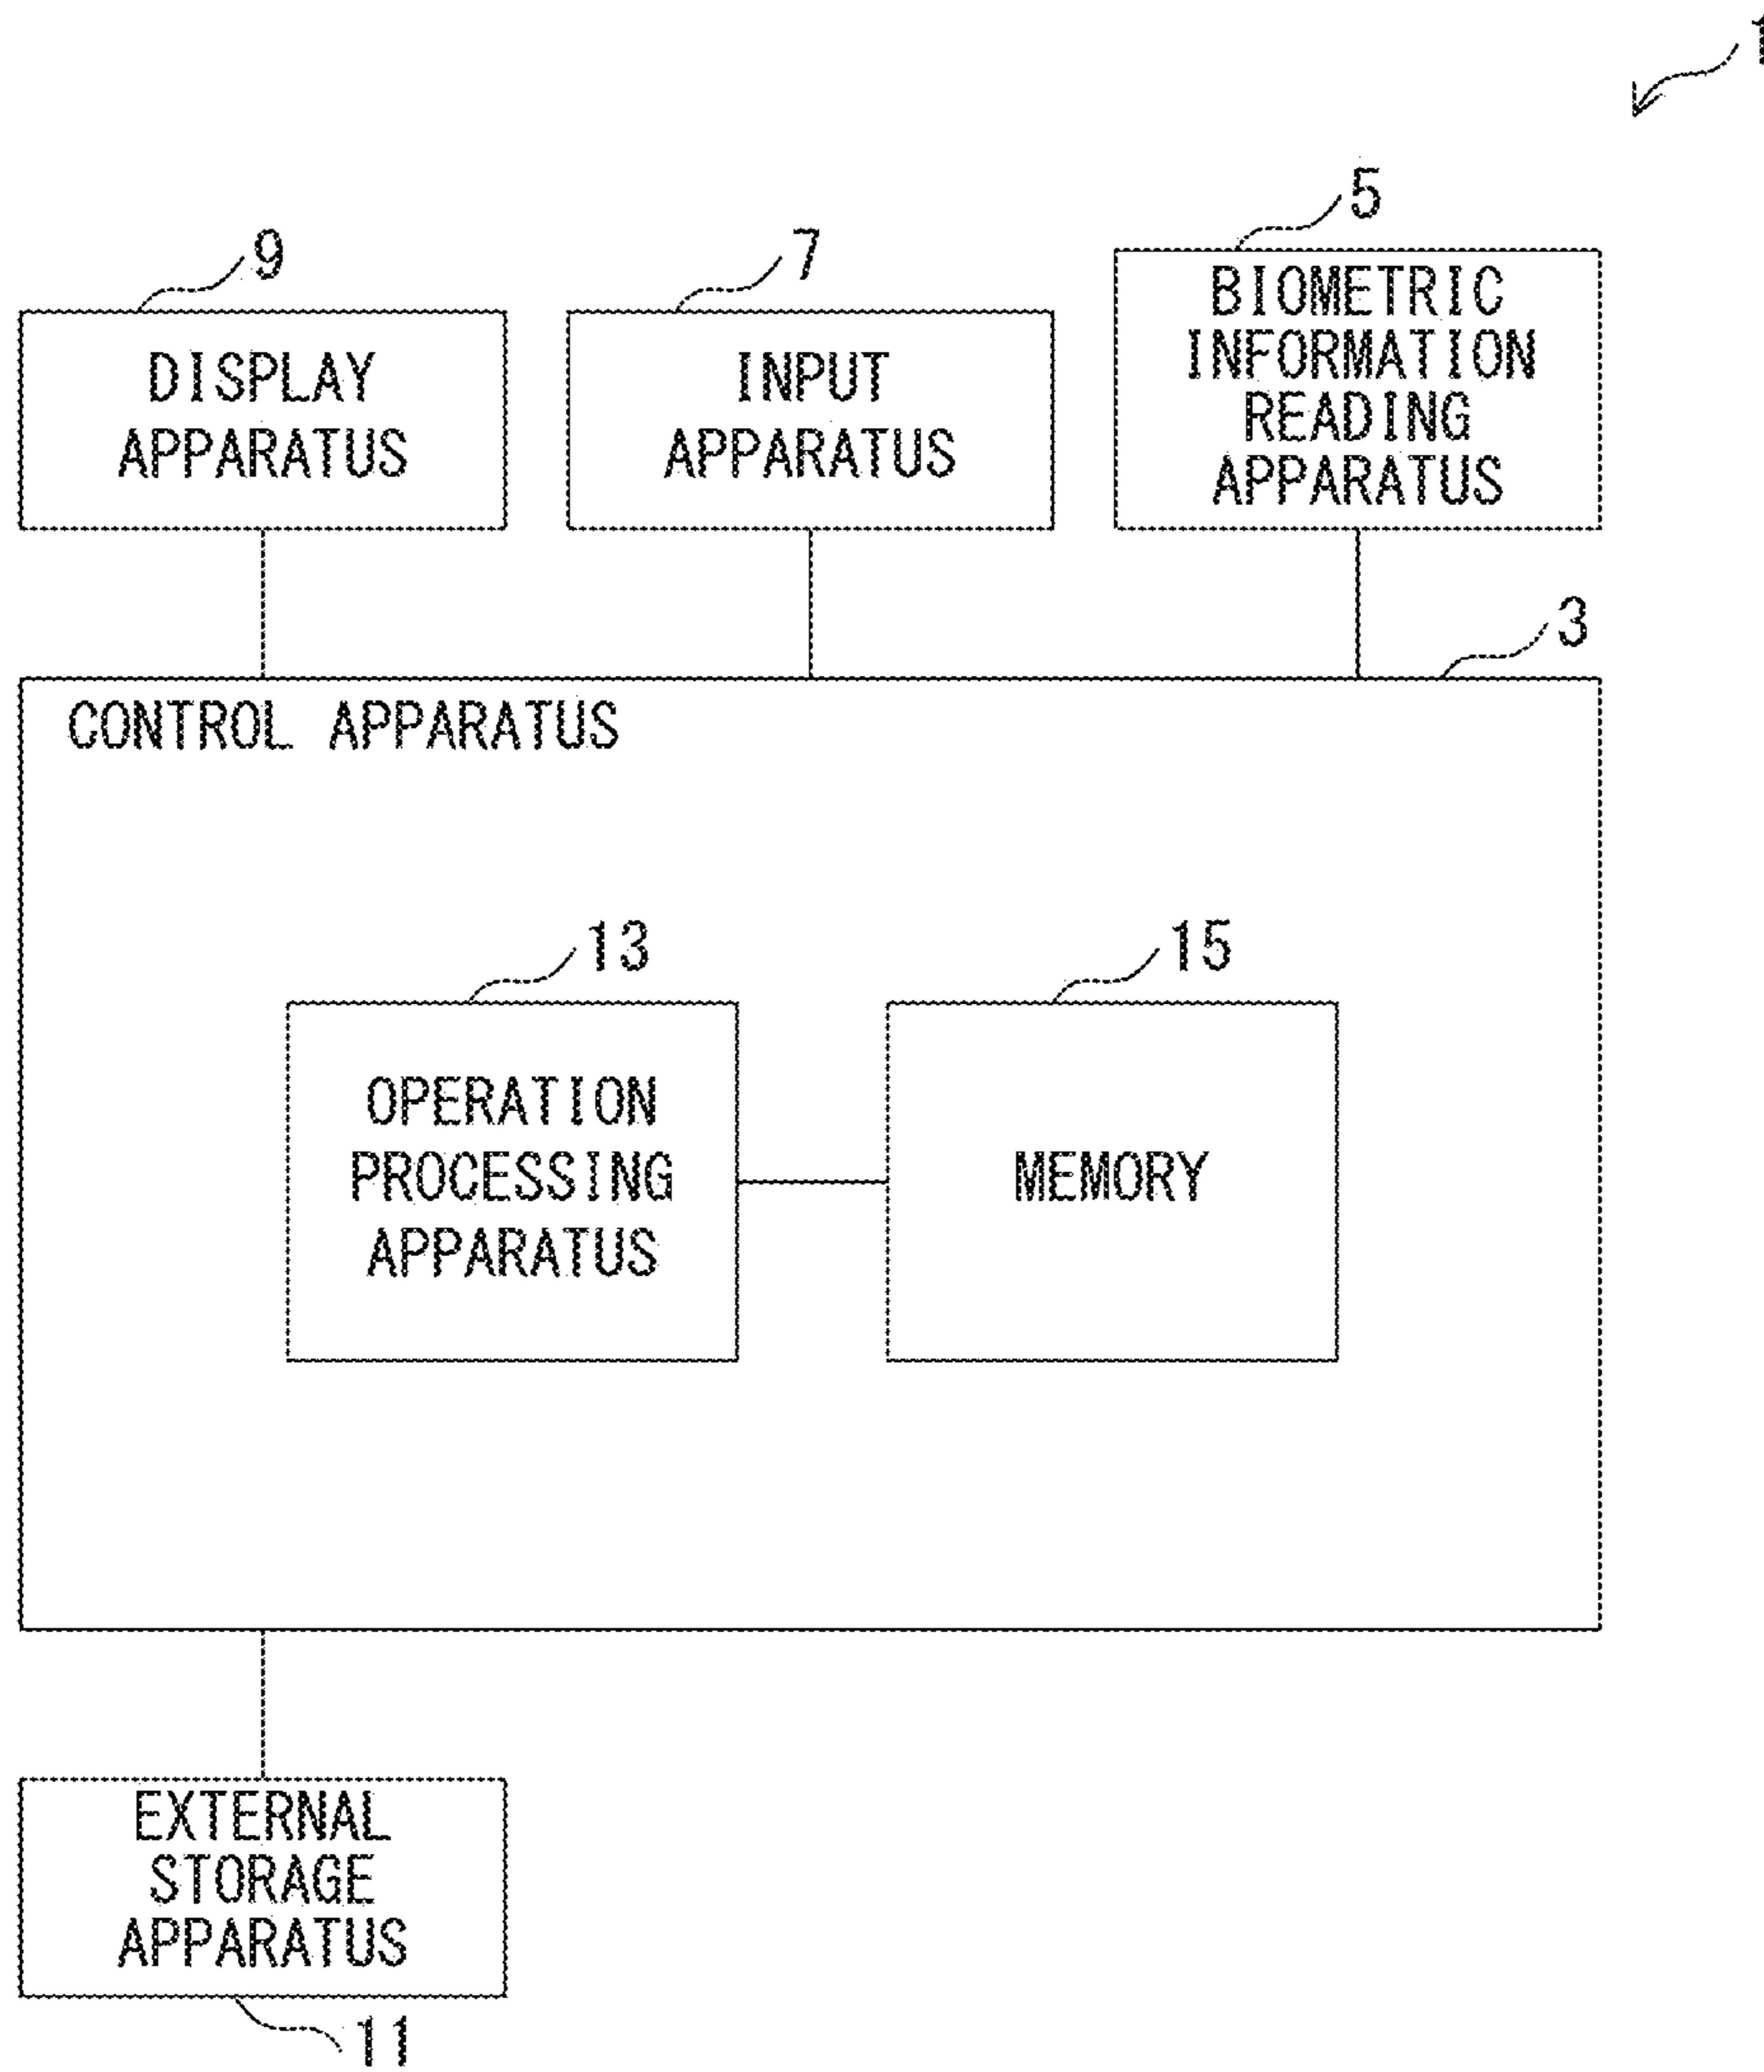 1
5
9
7
BIOMETRIC
INFORMATION
READING
APPARATUS
DISPLAY
APPARATUS
INPUT
APPARATUS
3
CONTROL APPARATUS
13
15
OPERATION
PROCESSING
APPARATUS
MEMORY
EXTERNAL
STORAGE
APPARATUS
11